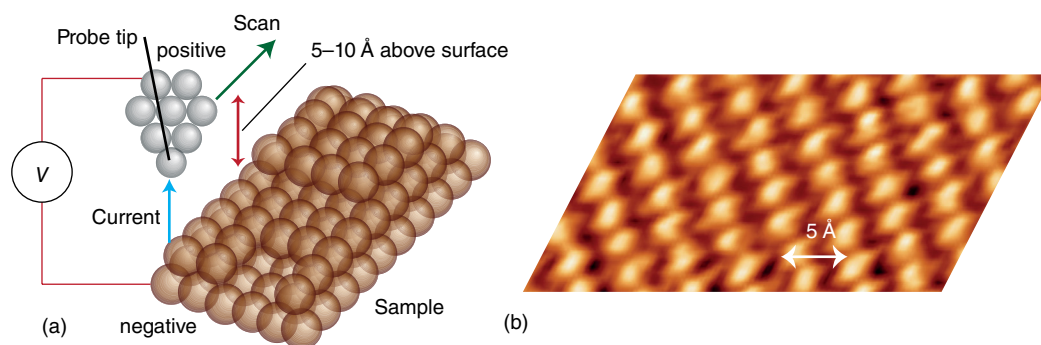 Scan
Probe tip
positive
5–10 Å above surface
V
Current
Sample
negative
(a)
5 Å
(b)